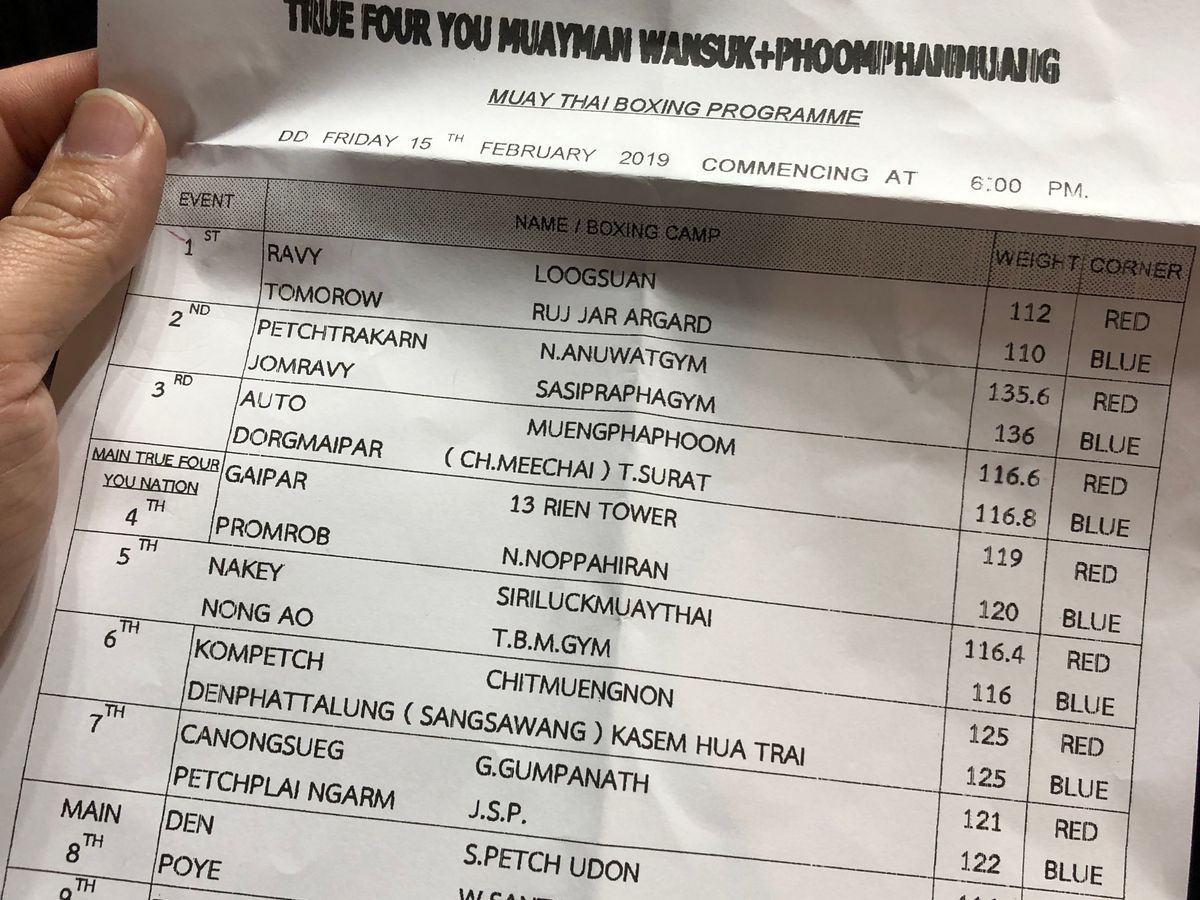 TRUE FOUR YOU MUAYMAN WANSUK+PHOOMPHANMUANG
MUAY THAI BOXING PROGRAMME
DD FRIDAY 15 TH FEBRUARY 2019 COMMENCING AT 6:00 PM.
EVENT NAME / BOXING CAMP WEIGHT CORNER
1 ST RAVY LOOGSUAN 112 RED
TOMOROW RUJ JAR ARGARD 110 BLUE
2 ND PETCHTRAKARN N.ANUWATGYM 135.6 RED
JOMRAVY SASIPRAPHAGYM 136 BLUE
3 RD AUTO MUENGPHAPHOOM 116.6 RED
DORGMAIPAR ( CH.MEECHAI ) T.SURAT 116.8 BLUE
MAIN TRUE FOUR YOU NATION
4 TH GAIPAR 13 RIEN TOWER 119 RED
PROMROB N.NOPPAHIRAN 120 BLUE
5 TH NAKEY SIRILUCKMUAYTHAI 116.4 RED
NONG AO T.B.M.GYM 116 BLUE
6 TH KOMPETCH CHITMUENGNON 125 RED
DENPHATTALUNG ( SANGSAWANG ) KASEM HUA TRAI 125 BLUE
7 TH CANONGSUEG G.GUMPANATH 121 RED
PETCHPLAI NGARM J.S.P. 122 BLUE
MAIN DEN S.PETCH UDON
8 TH POYE
9 TH